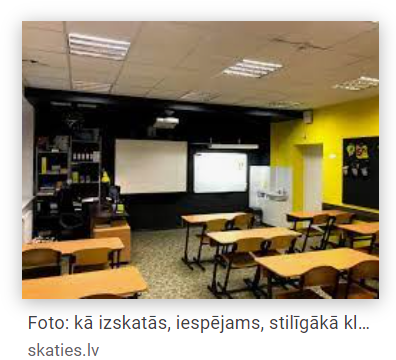 Foto: kā izskatās, iespējams, stilīgākā kl...
skaties.lv